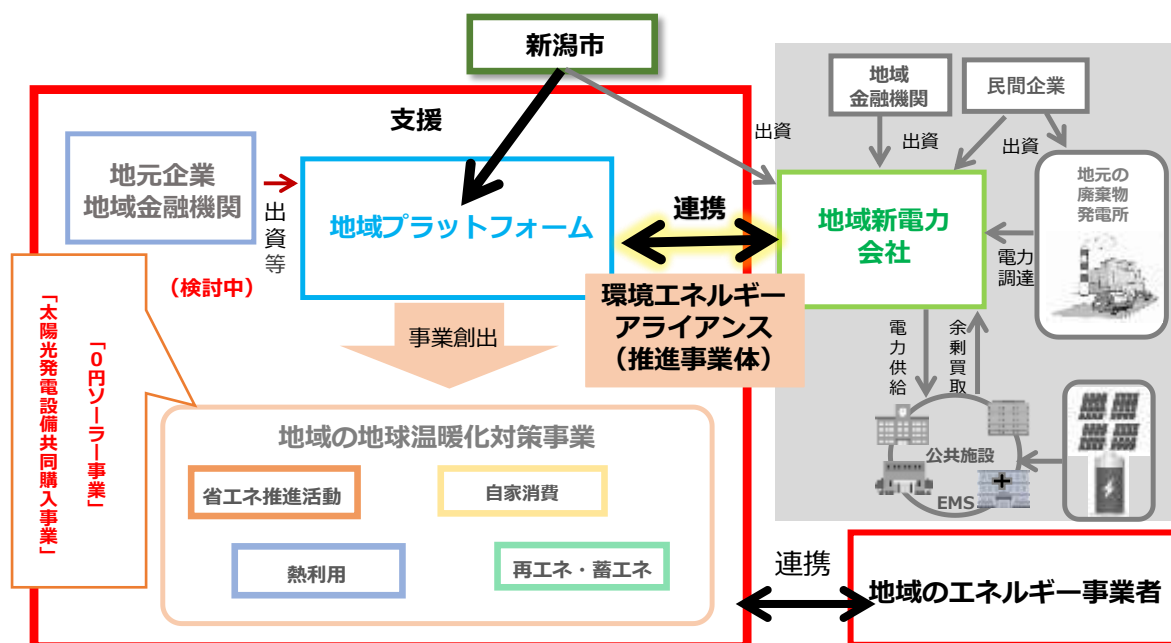 新潟市
支援
地元企業
地域金融機関
出資等
(検討中)
地域プラットフォーム
連携
環境エネルギー
アライアンス
(推進事業体)
事業創出
「0円ソーラー事業」
「太陽光発電設備共同購入事業」
地域の地球温暖化対策事業
省エネ推進活動
自家消費
熱利用
再エネ・蓄エネ
地域
金融機関
民間企業
出資
出資
出資
地域新電力
会社
地元の
廃棄物
発電所
電力
調達
電力供給
余剰買取
公共施設
EMS
連携
地域のエネルギー事業者